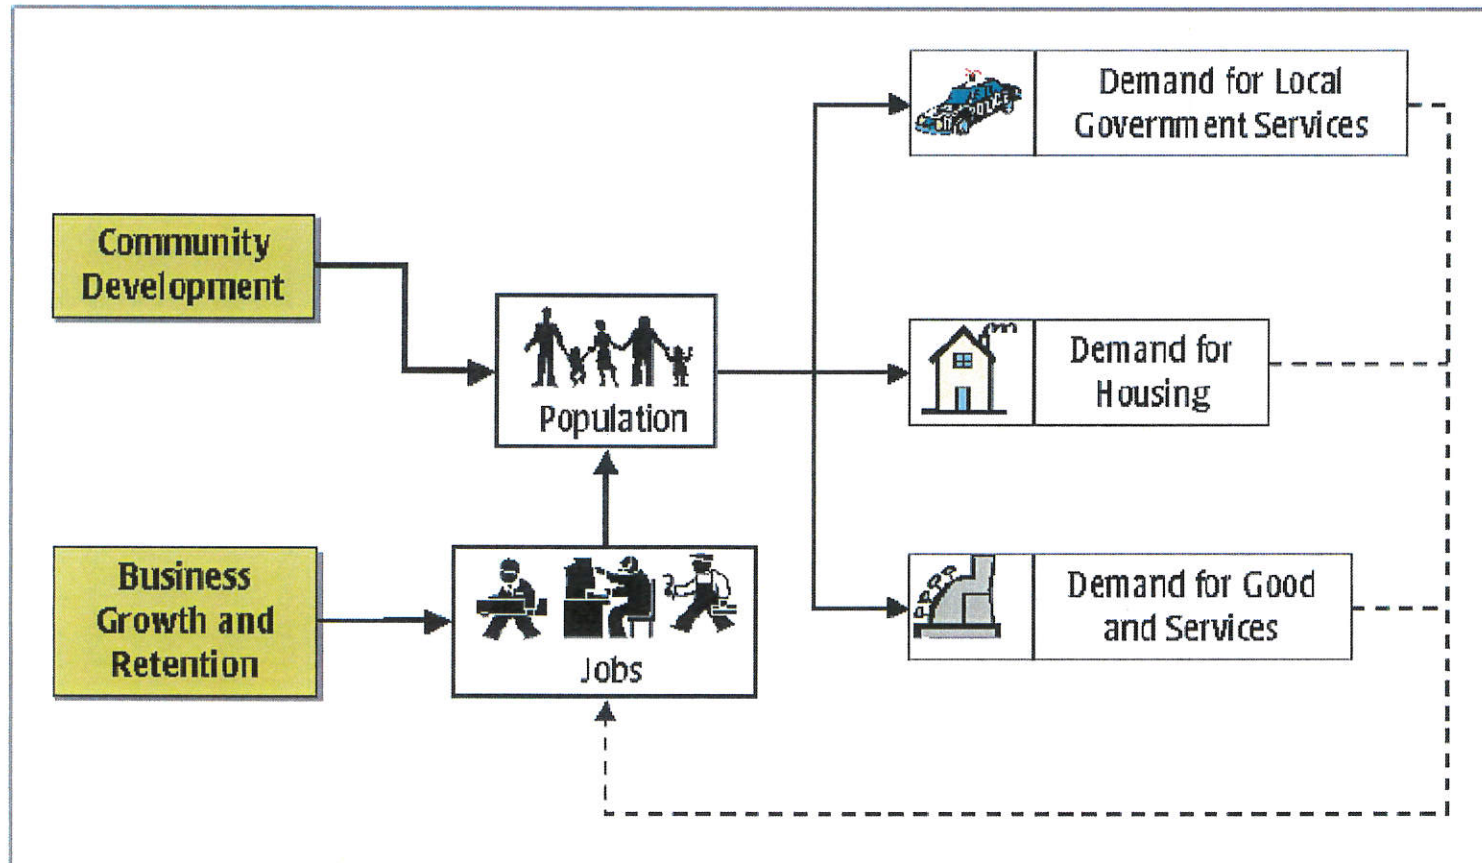 Demand for Local
Government Services
Community
Development
Population
Demand for
Housing
Business
Growth and
Retention
Jobs
Demand for Good
and Services
POLICE